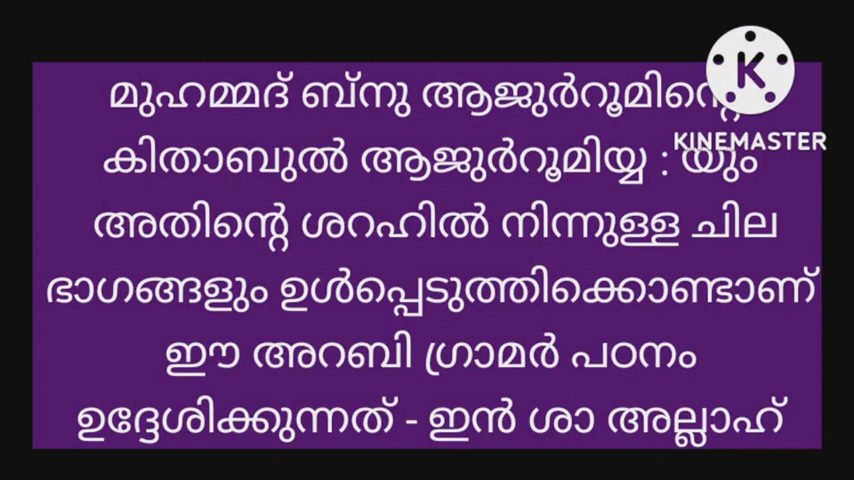 മുഹമ്മദ് ബ്നു ആജുർറൂമിന്റെ
കിതാബുൽ ആജുർറൂമിയ്യ : യും
അതിന്റെ ശറഹിൽ നിന്നുള്ള ചില
ഭാഗങ്ങളും ഉൾപ്പെടുത്തിക്കൊണ്ടാണ്
ഈ അറബി ഗ്രാമർ പഠനം
ഉദ്ദേശിക്കുന്നത് - ഇൻ ശാ അല്ലാഹ്
K
KINEMASTER